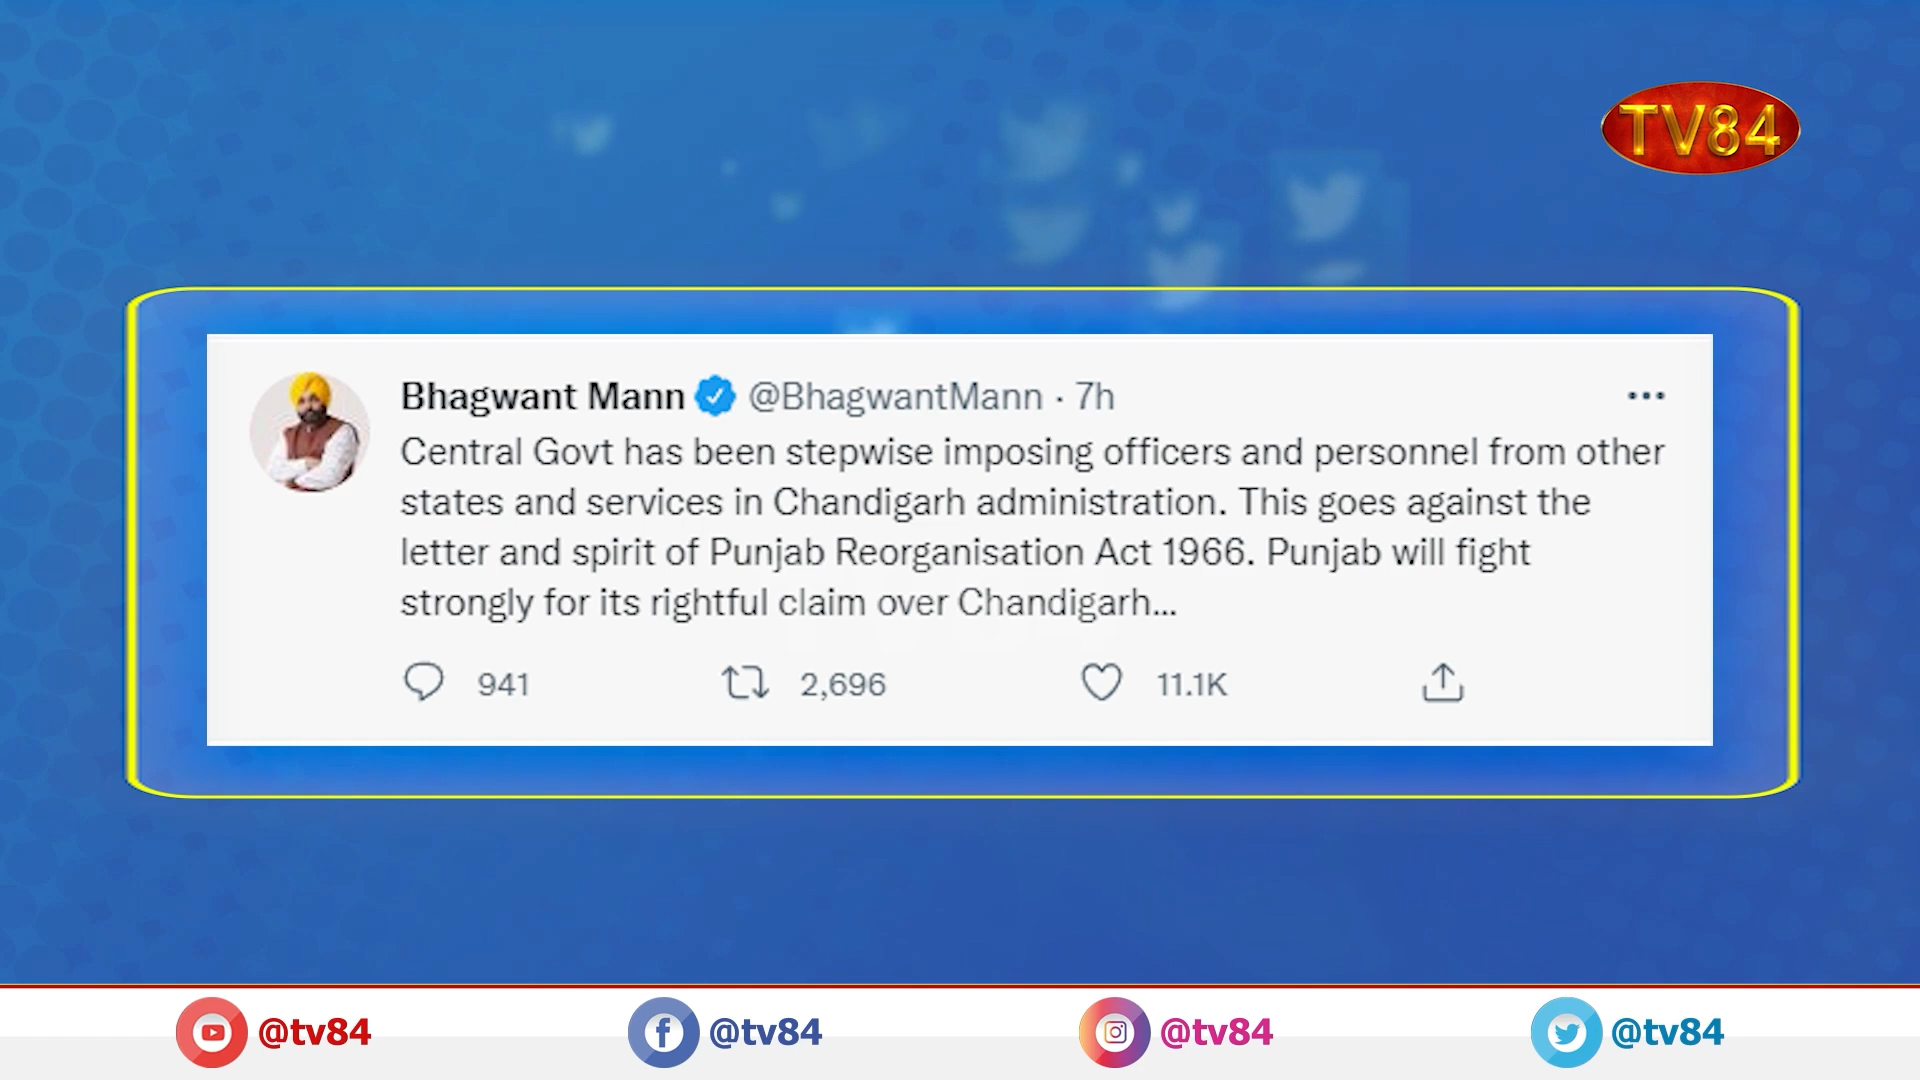 TV84
Bhagwant Mann @BhagwantMann · 7h
Central Govt has been stepwise imposing officers and personnel from other
states and services in Chandigarh administration. This goes against the
letter and spirit of Punjab Reorganisation Act 1966. Punjab will fight
strongly for its rightful claim over Chandigarh...
941 2,696 11.1K
@tv84 @tv84 @tv84 @tv84